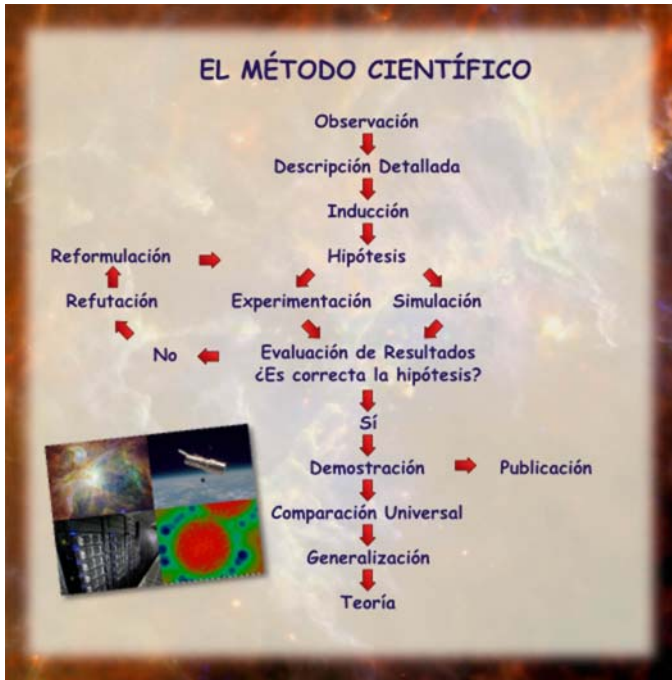 EL MÉTODO CIENTÍFICO
Observación
Descripción Detallada
Inducción
Reformulación
Hipótesis
Refutación
Experimentación
Simulación
No
Evaluación de Resultados
¿Es correcta la hipótesis?
Sí
Demostración
Publicación
Comparación Universal
Generalización
Teoría